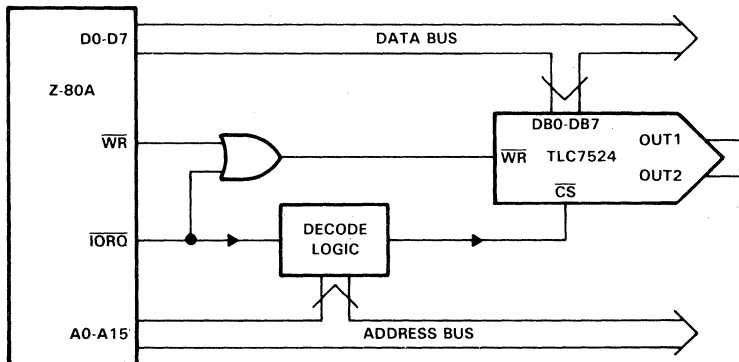 D0-D7
DATA BUS
Z-80A
DB0-DB7
WR
OUT1
WR
TLC7524
OUT2
CS
IORQ
DECODE
LOGIC
A0-A15
ADDRESS BUS